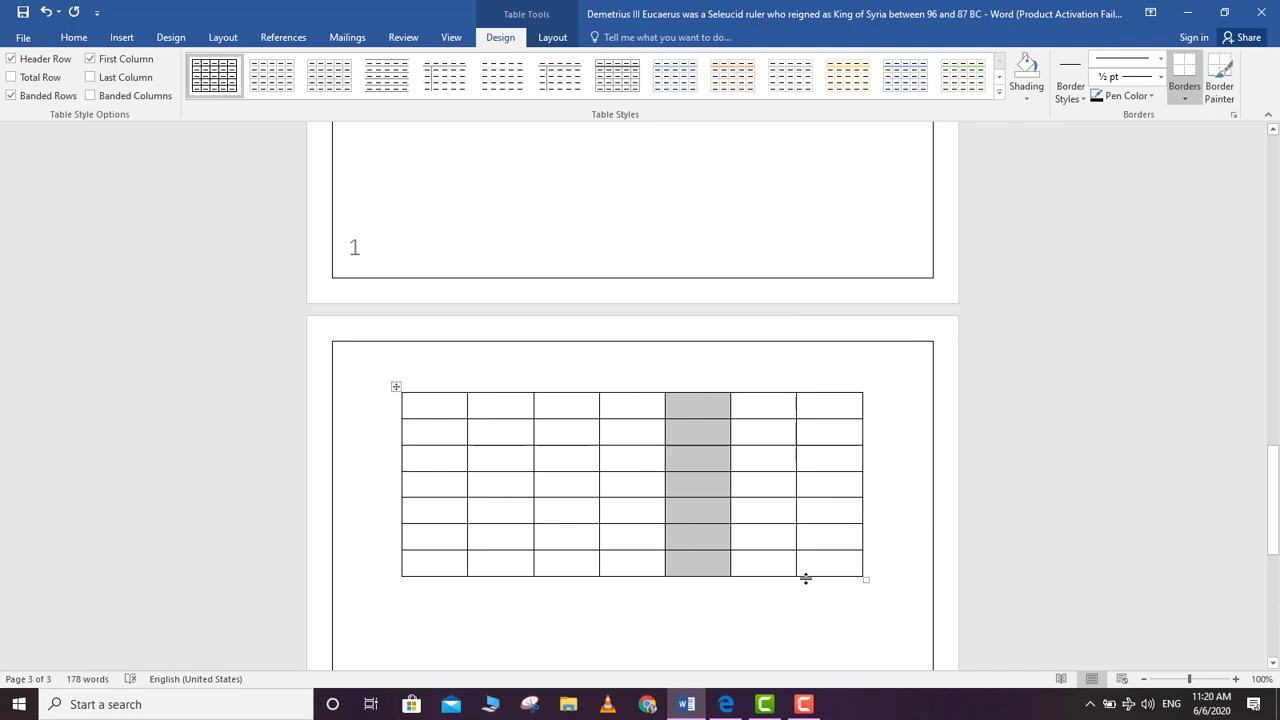 Table Tools
Demetrius III Eucaerus was a Seleucid ruler who reigned as King of Syria between 96 and 87 BC - Word (Product Activation Fail...
File
Home
Insert
Design
Layout
References
Mailings
Review
View
Design
Layout
Tell me what you want to do...
Sign in
Share
Header Row
First Column
Total Row
Last Column
Banded Rows
Banded Columns
Table Style Options
Table Styles
Shading
Border Styles
½ pt
Pen Color
Borders
Border Painter
Borders
1
Page 3 of 3
178 words
English (United States)
100%
Start a search
ENG
11:20 AM
6/6/2020